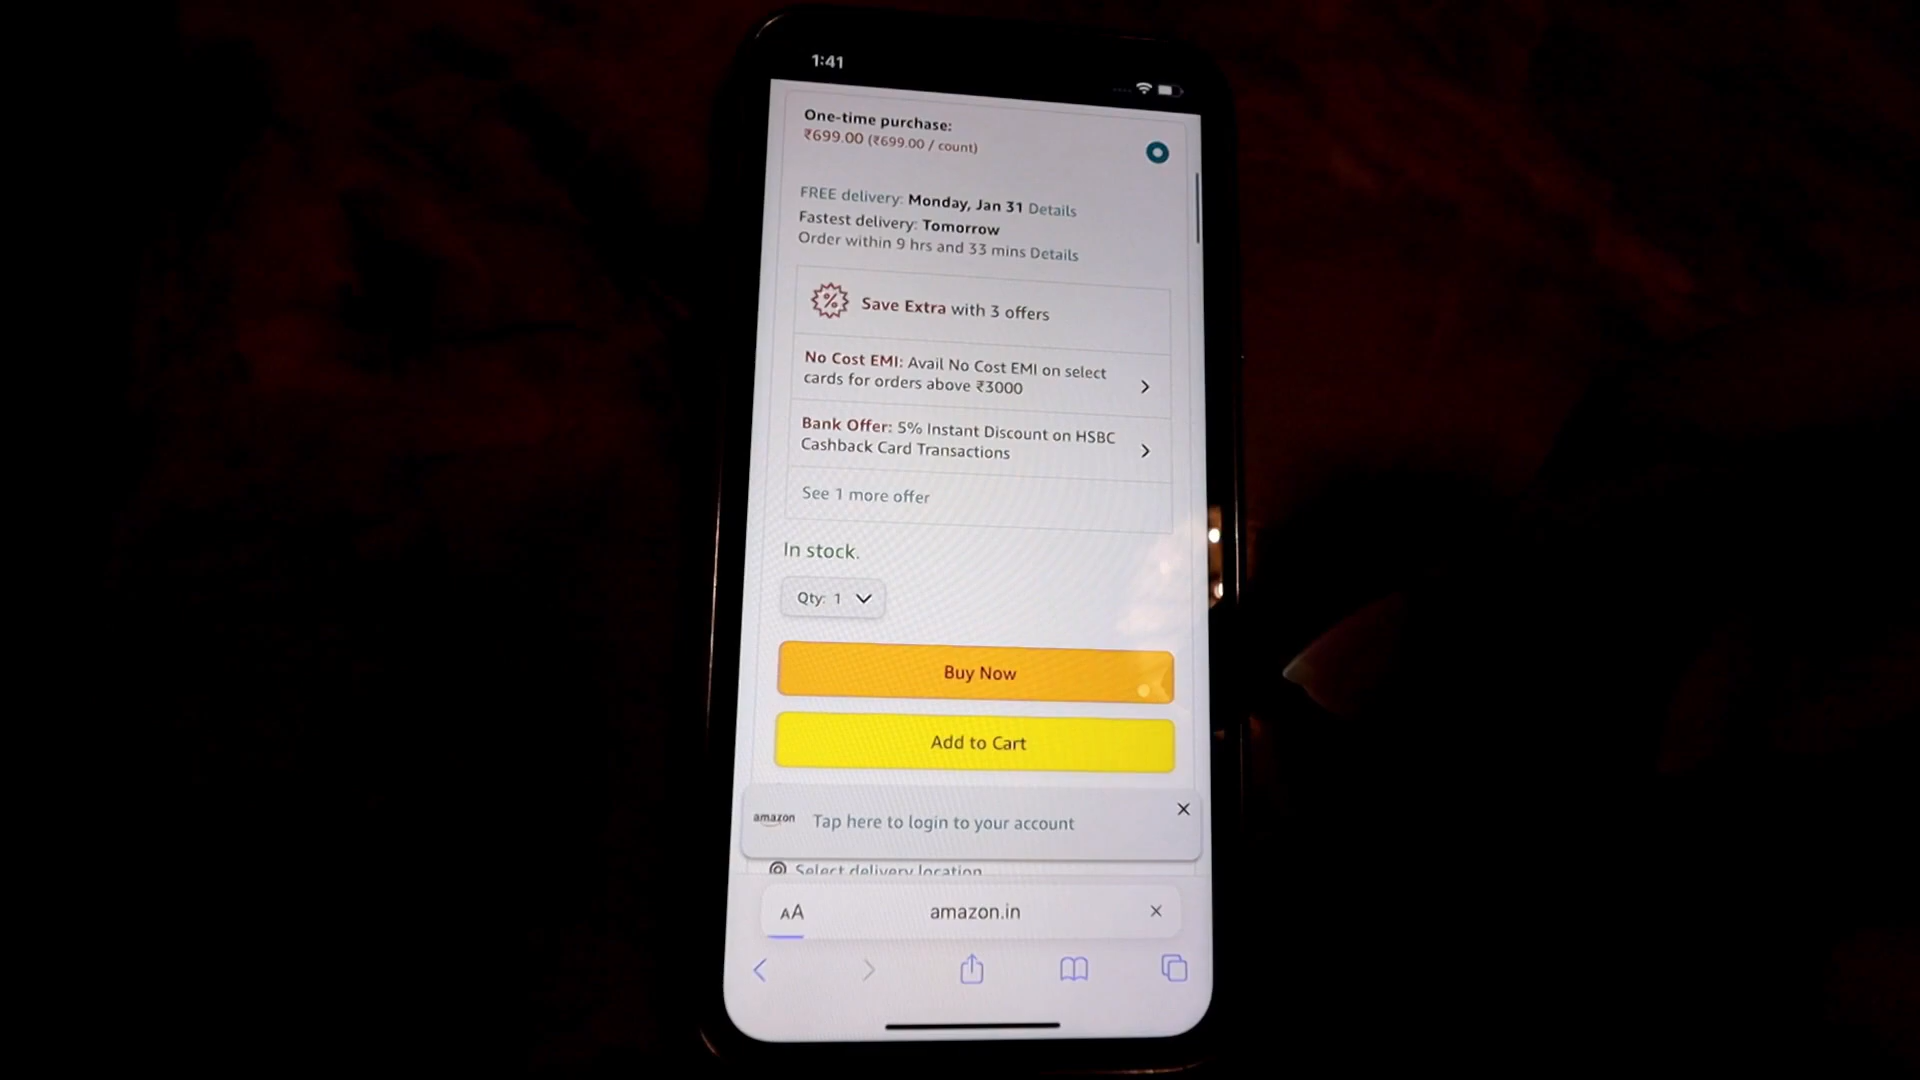 1:41
One-time purchase:
₹699.00 (₹699.00 / count)
FREE delivery: Monday, Jan 31 Details
Fastest delivery: Tomorrow
Order within 9 hrs and 33 mins Details
Save Extra with 3 offers
No Cost EMI: Avail No Cost EMI on select
cards for orders above ₹3000
Bank Offer: 5% Instant Discount on HSBC
Cashback Card Transactions
See 1 more offer
In stock.
Qty: 1
Buy Now
Add to Cart
amazon Tap here to login to your account
Select delivery location
AA amazon.in